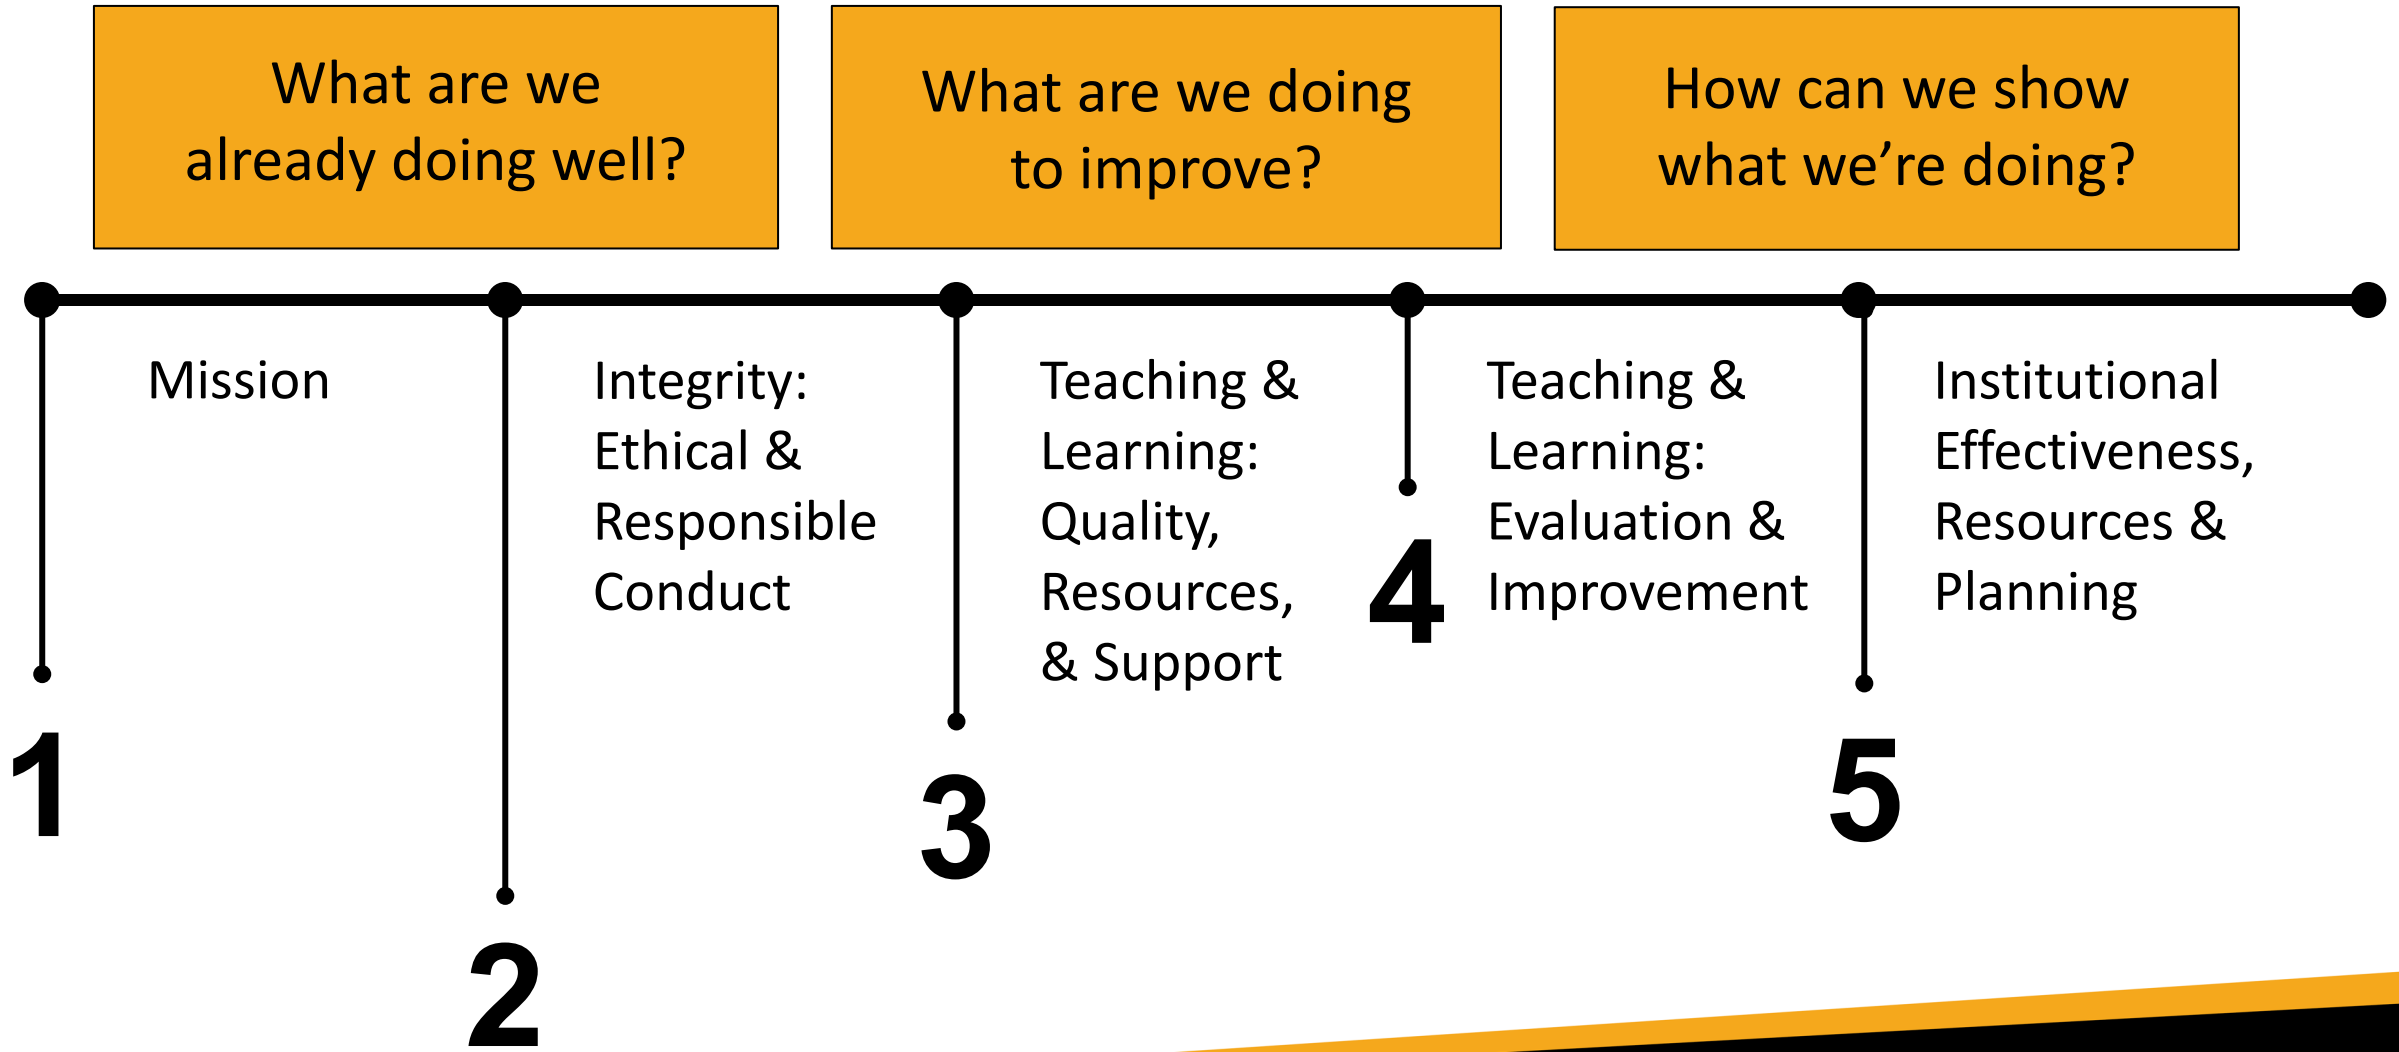 What are we
already doing well?
What are we doing
to improve?
How can we show
what we’re doing?
1
Mission
2
Integrity:
Ethical &
Responsible
Conduct
3
Teaching &
Learning:
Quality,
Resources,
& Support
4
Teaching &
Learning:
Evaluation &
Improvement
5
Institutional
Effectiveness,
Resources &
Planning